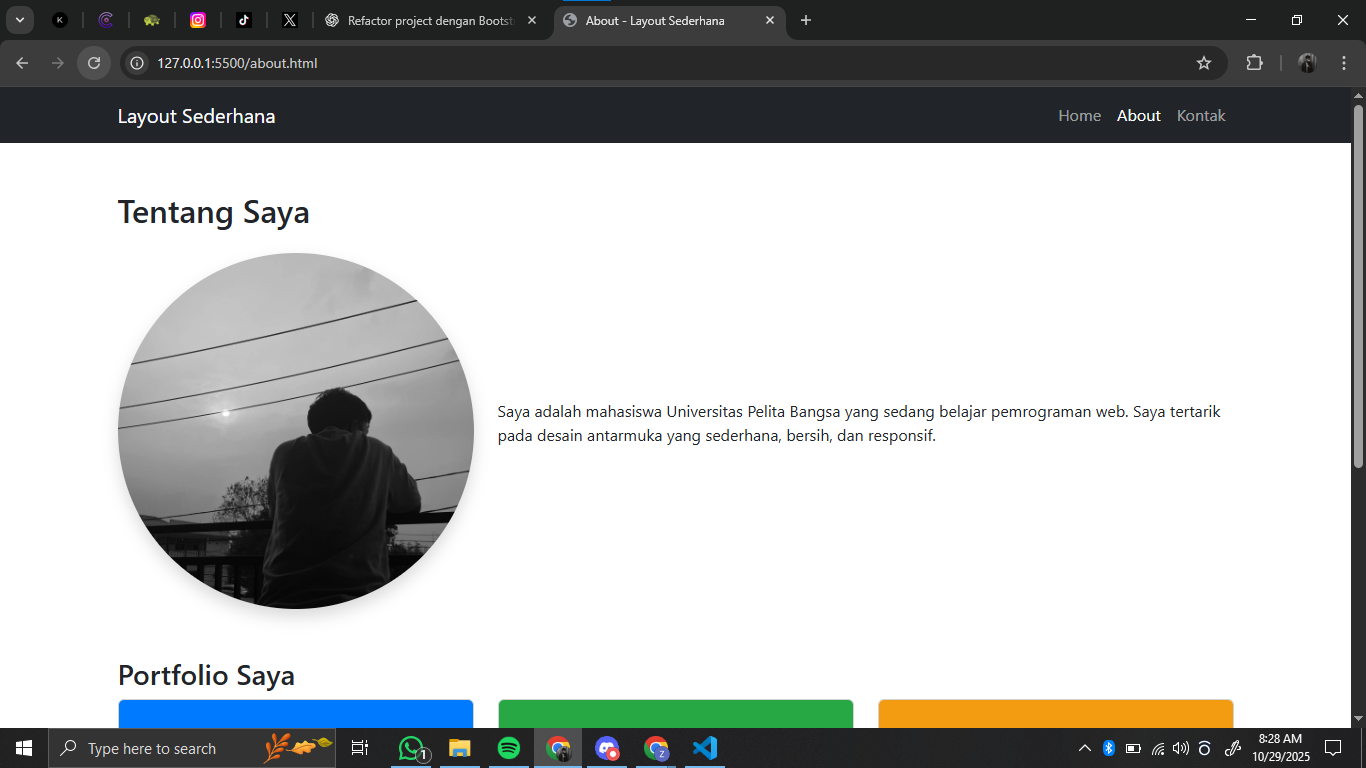 K
Refactor project dengan Bootst
About - Layout Sederhana
127.0.0.1:5500/about.html
Layout Sederhana
Home
About
Kontak
Tentang Saya
Saya adalah mahasiswa Universitas Pelita Bangsa yang sedang belajar pemrograman web. Saya tertarik
pada desain antarmuka yang sederhana, bersih, dan responsif.
Portfolio Saya
Type here to search
1
Z
8:28 AM
10/29/2025